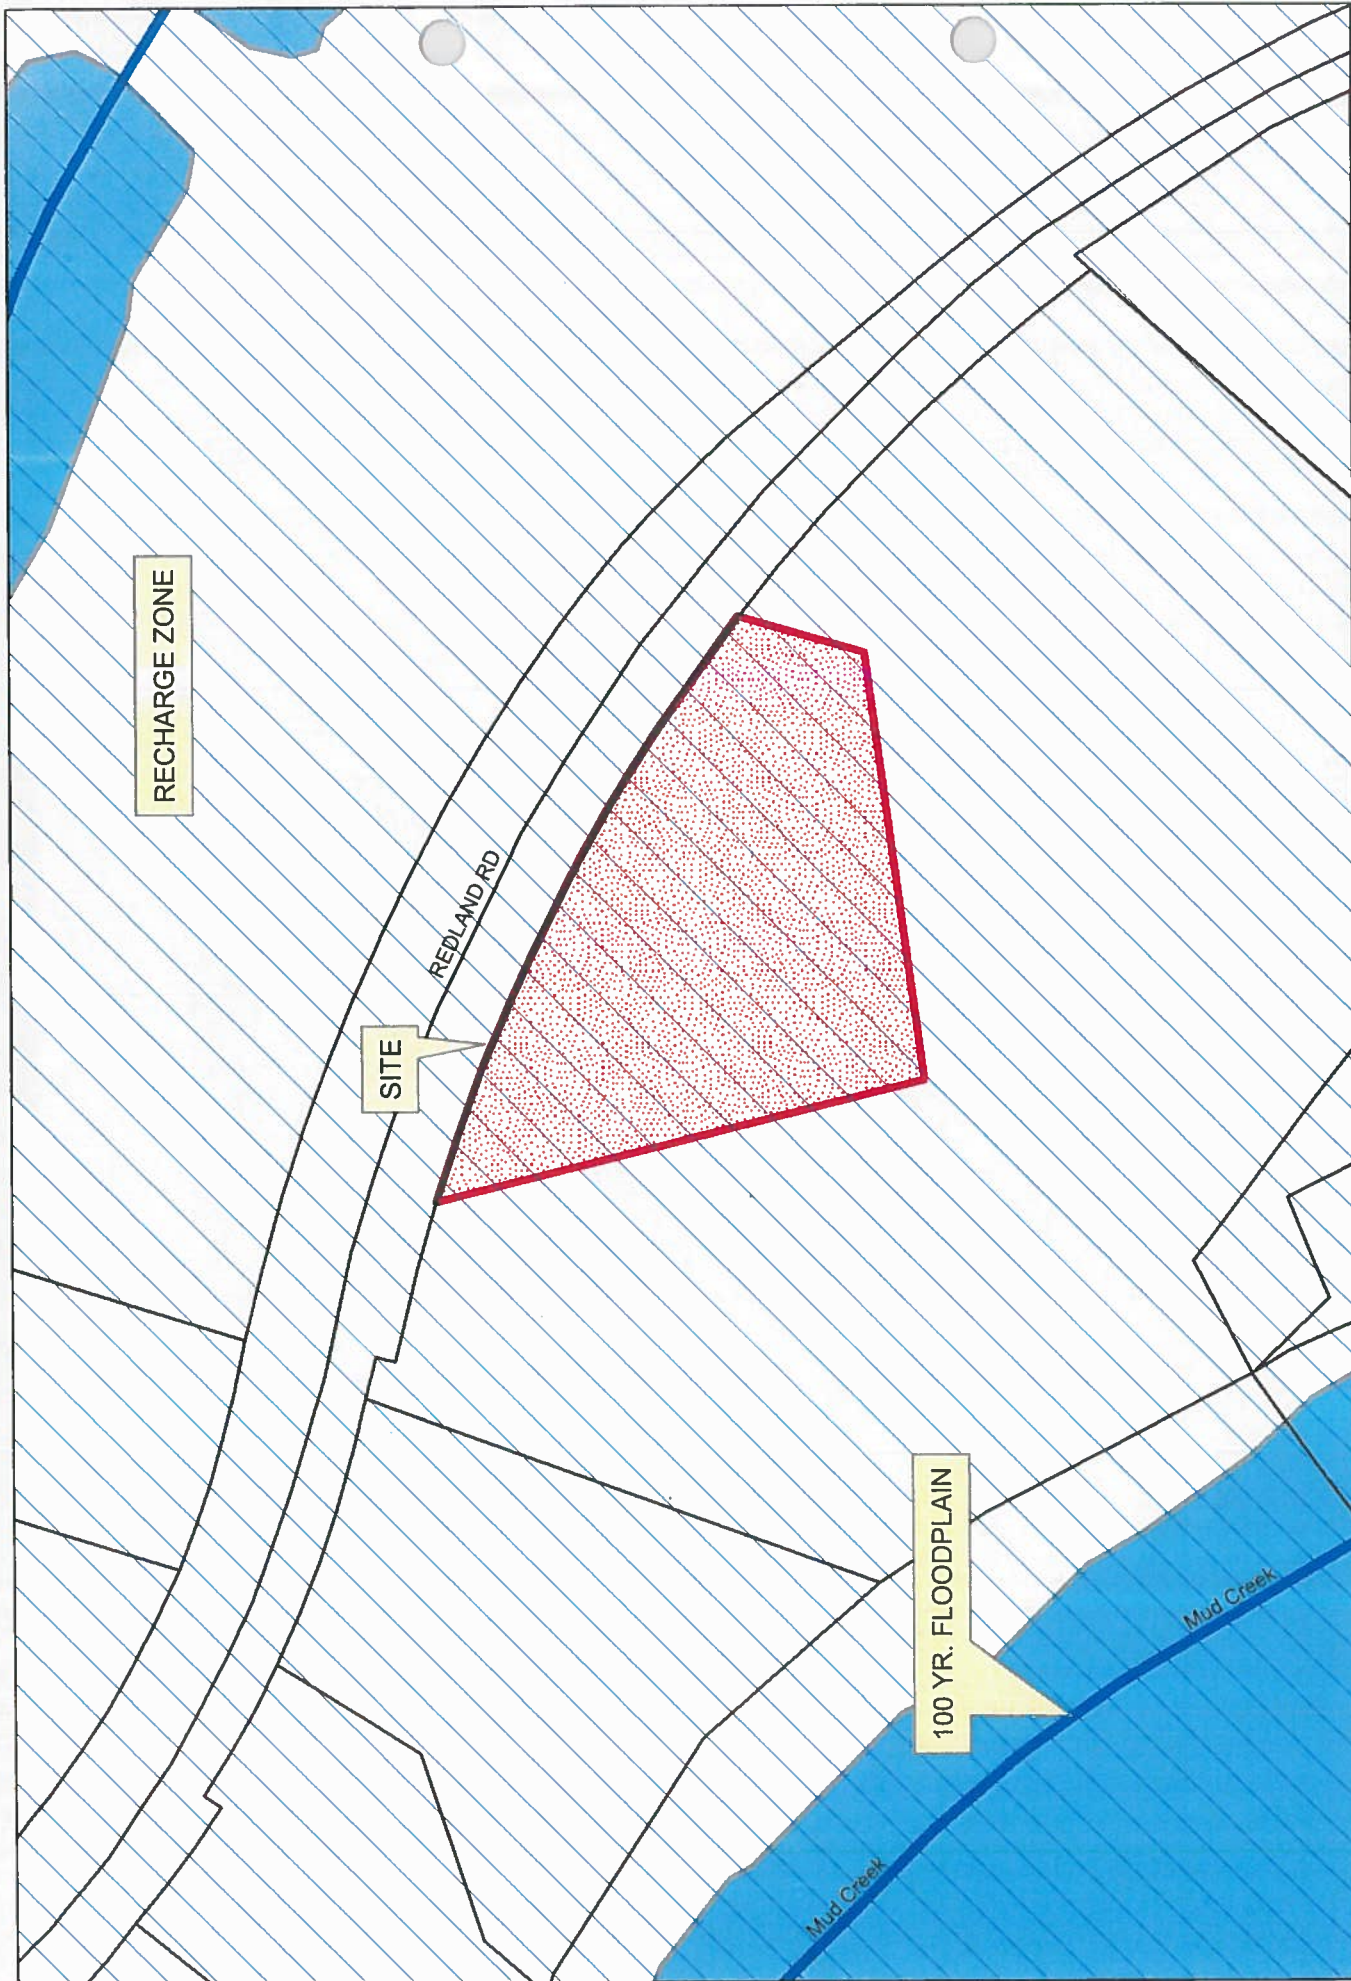 RECHARGE ZONE
REDLAND RD
SITE
100 YR. FLOODPLAIN
Mud Creek
Mud Creek